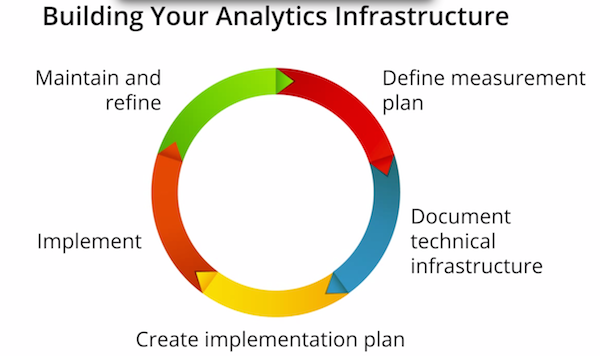 Building Your Analytics Infrastructure
Maintain and
refine
Define measurement
plan
Document
technical
infrastructure
Implement
Create implementation plan